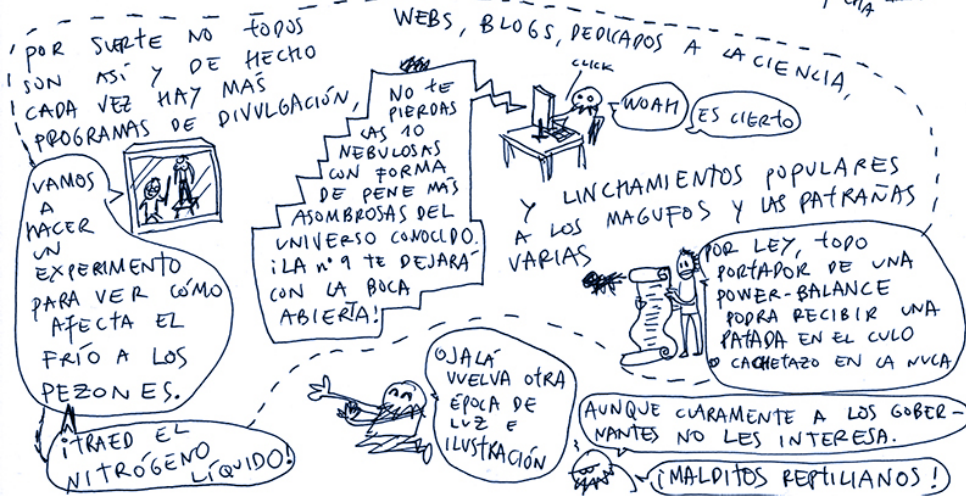 POR SUERTE NO TODOS
SON ASÍ Y DE HECHO
CADA VEZ HAY MÁS
PROGRAMAS DE DIVULGACIÓN,
VAMOS
A
HACER
UN
EXPERIMENTO
PARA VER CÓMO
AFECTA EL
FRÍO A LOS
PEZONES.
¡TRAED EL
NITRÓGENO
LÍQUIDO!
WEBS, BLOGS, DEDICADOS A LA CIENCIA,
NO TE
PIERDAS
LAS 10
NEBULOSAS
CON FORMA
DE PENE MÁS
ASOMBROSAS DEL
UNIVERSO CONOCIDO.
¡LA nº 9 TE DEJARÁ
CON LA BOCA
ABIERTA!
CLICK
WOAH
ES CIERTO
Y LINCHAMIENTOS POPULARES
A LOS MAGUFOS Y LAS PATRAÑAS
VARIAS
POR LEY, TODO
PORTADOR DE UNA
POWER-BALANCE
PODRA RECIBIR UNA
PATADA EN EL CULO
O CACHETAZO EN LA NUCA
OJALÁ
VUELVA OTRA
ÉPOCA DE
LUZ E
ILUSTRACIÓN
AUNQUE CLARAMENTE A LOS GOBER-
NANTES NO LES INTERESA.
¡MALDITOS REPTILIANOS!